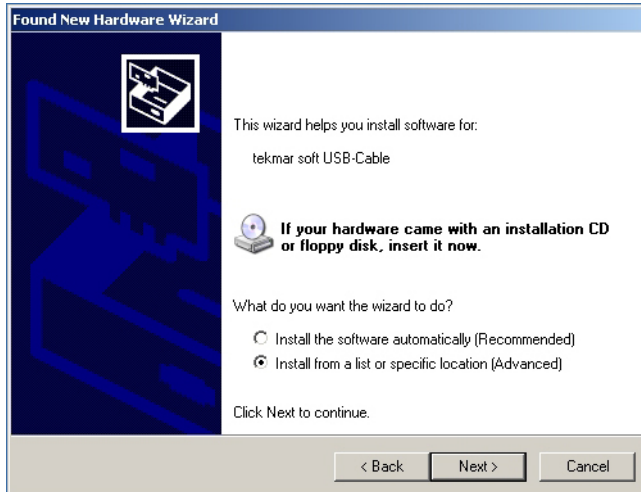 Found New Hardware Wizard
This wizard helps you install software for:
tekmar soft USB-Cable
If your hardware came with an installation CD
or floppy disk, insert it now.
What do you want the wizard to do?
Install the software automatically (Recommended)
Install from a list or specific location (Advanced)
Click Next to continue.
< Back Next > Cancel